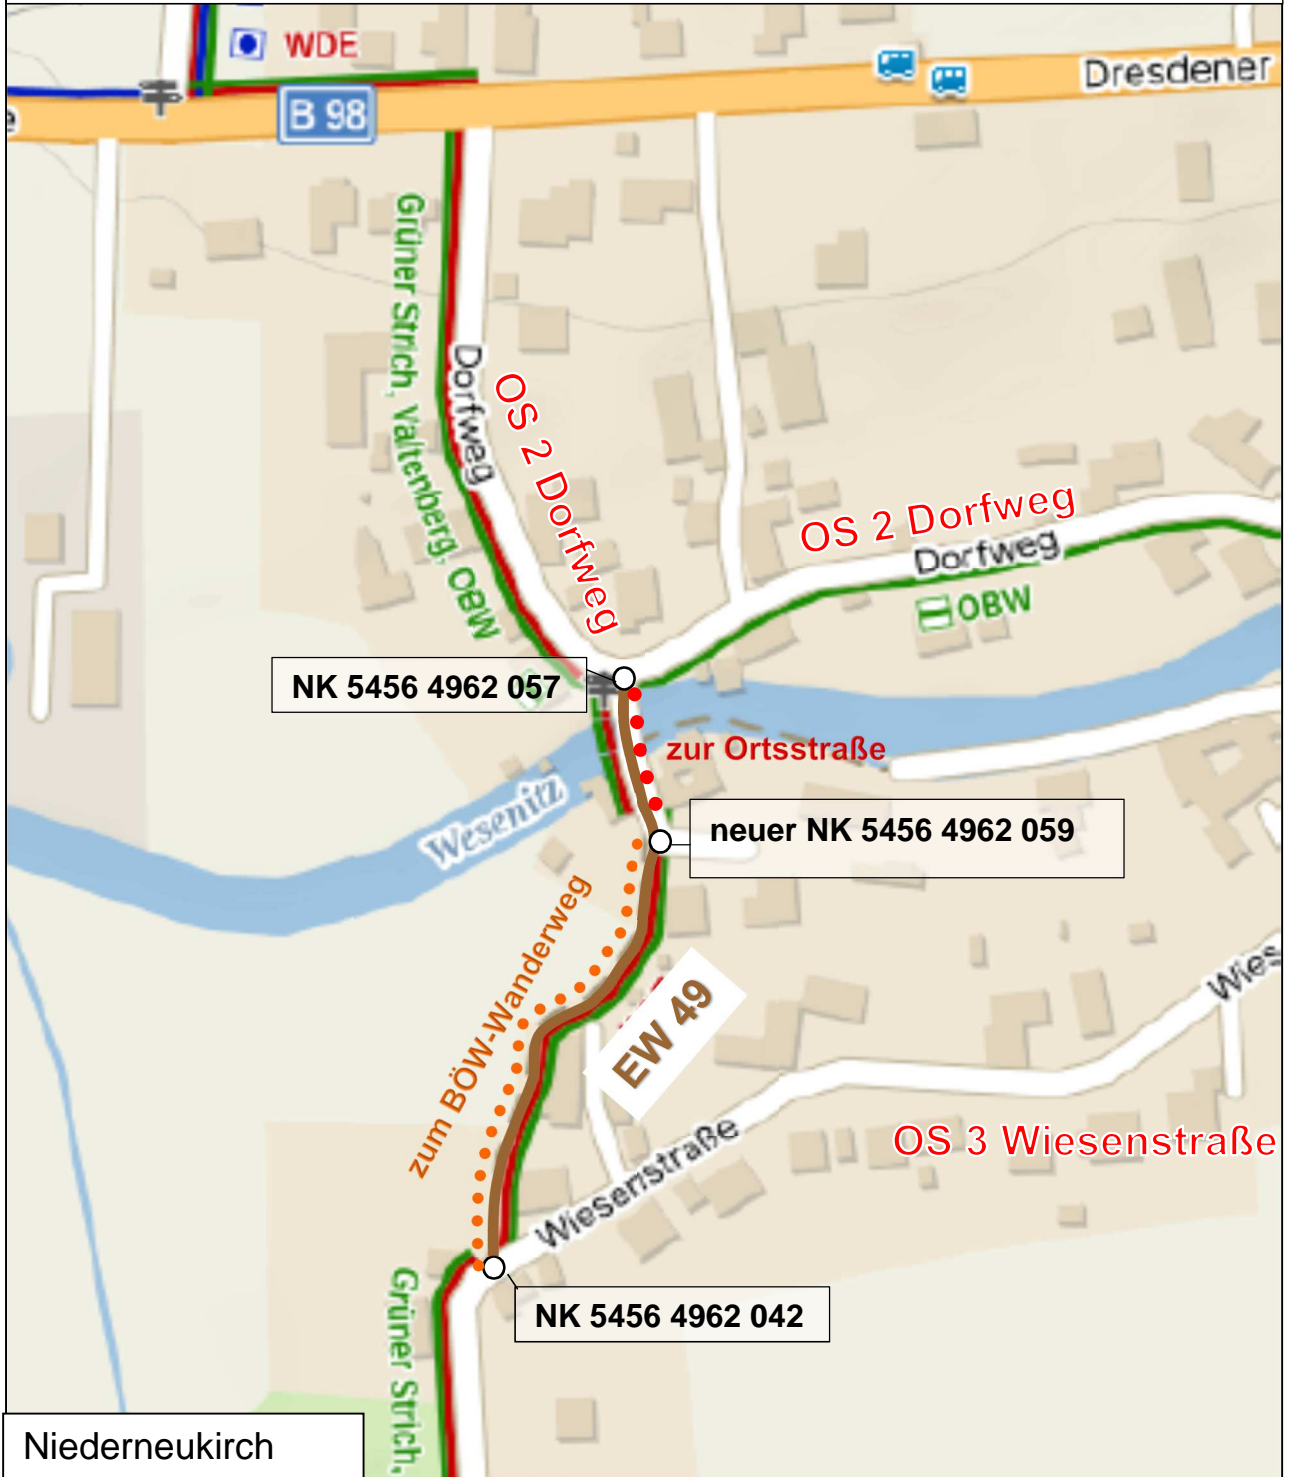 WDE
B 98
Dresdener
Grüner Strich, Valtenberg, OBW
Dorfweg
OS 2 Dorfweg
OS 2 Dorfweg
Dorfweg
OBW
NK 5456 4962 057
zur Ortsstraße
Wesenitz
neuer NK 5456 4962 059
zum BÖW-Wanderweg
EW 49
Wies
OS 3 Wiesenstraße
Wiesenstraße
NK 5456 4962 042
Grüner Strich,
Niederneukirch